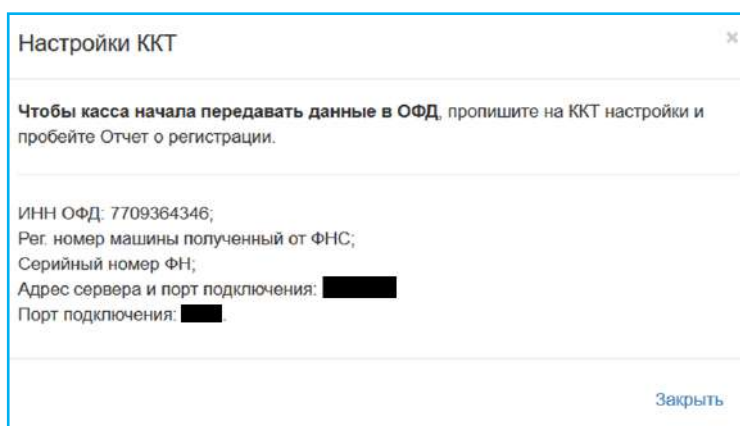 Настройки ККТ
×
Чтобы касса начала передавать данные в ОФД, пропишите на ККТ настройки и
пробейте Отчет о регистрации.
ИНН ОФД: 7709364346;
Рег. номер машины полученный от ФНС;
Серийный номер ФН;
Адрес сервера и порт подключения:
Порт подключения: .
Закрыть